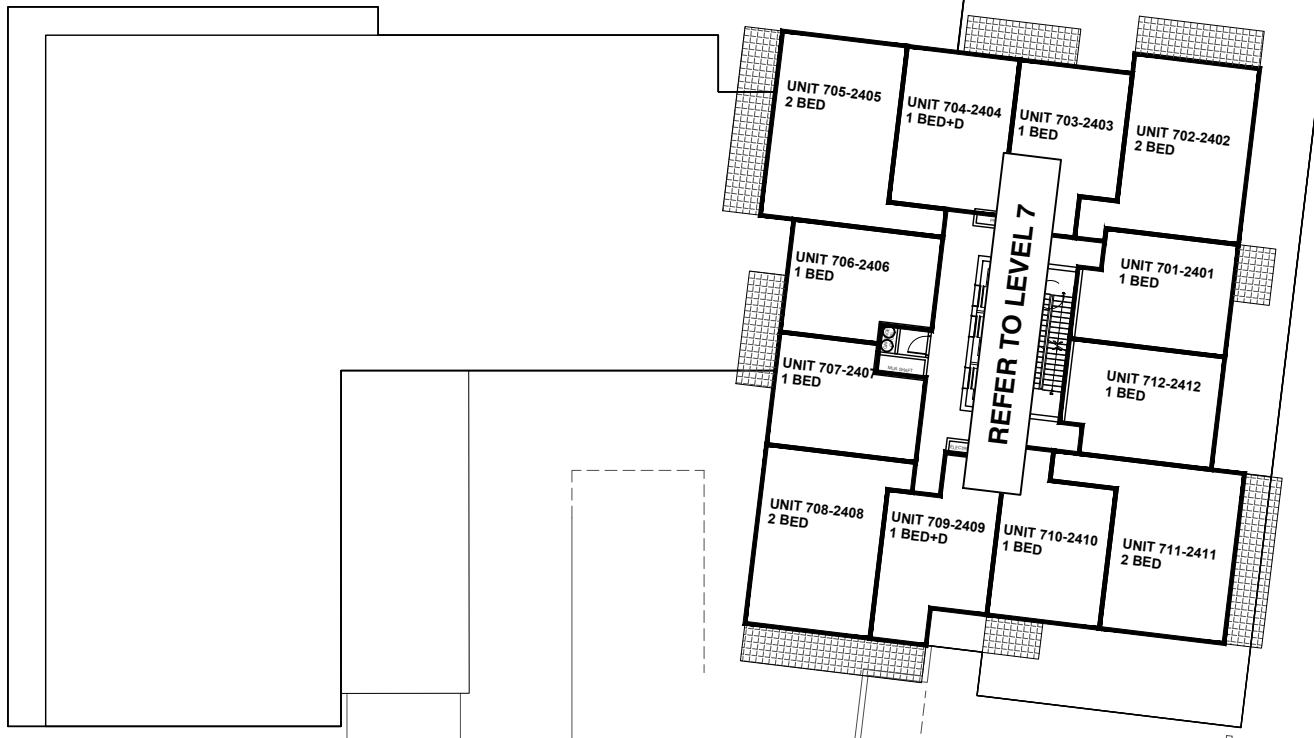 UNIT 705-2405
2 BED
UNIT 704-2404
1 BED+D
UNIT 703-2403
1 BED
UNIT 702-2402
2 BED
UNIT 706-2406
1 BED
UNIT 701-2401
1 BED
REFER TO LEVEL 7
UNIT 707-2407
1 BED
UNIT 712-2412
1 BED
UNIT 708-2408
2 BED
UNIT 709-2409
1 BED+D
UNIT 710-2410
1 BED
UNIT 711-2411
2 BED